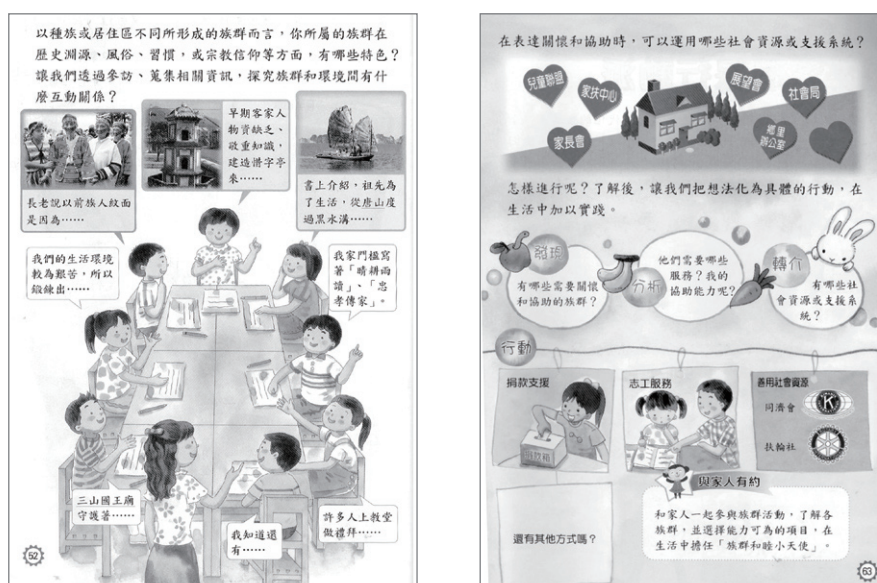 以種族或居住區不同所形成的族群而言，你所屬的族群在
歷史淵源、風俗、習慣，或宗教信仰等方面，有哪些特色？
讓我們透過參訪、蒐集相關資訊，探究族群和環境間有什
麼互動關係？
長老說以前族人紋面
是因為……
早期客家人
物資缺乏、
敬重知識，
建造惜字亭
來……
書上介紹，祖先為
了生活，從唐山度
過黑水溝……
我們的生活環境
較為艱苦，所以
鍛鍊出……
我家門楹寫
著「晴耕雨
讀」、「忠
孝傳家」。
三山國王廟
守護著……
我知道還
有……
許多人上教堂
做禮拜……
52
在表達關懷和協助時，可以運用哪些社會資源或支援系統？
兒童聯盟
家扶中心
家長會
展望會
社會局
鄉里
辦公室
怎樣進行呢？了解後，讓我們把想法化為具體的行動，在
生活中加以實踐。
發現
有哪些需要關懷
和協助的族群？
他們需要哪些
服務？我的
協助能力呢？
分析
轉介
有哪些社
會資源或支援系
統？
行動
捐款支援
捐款箱
志工服務
善用社會資源
同濟會
K
扶輪社
還有其他方式嗎？
與家人有約
和家人一起參與族群活動，了解各
族群，並選擇能力可為的項目，在
生活中擔任「族群和睦小天使」。
63